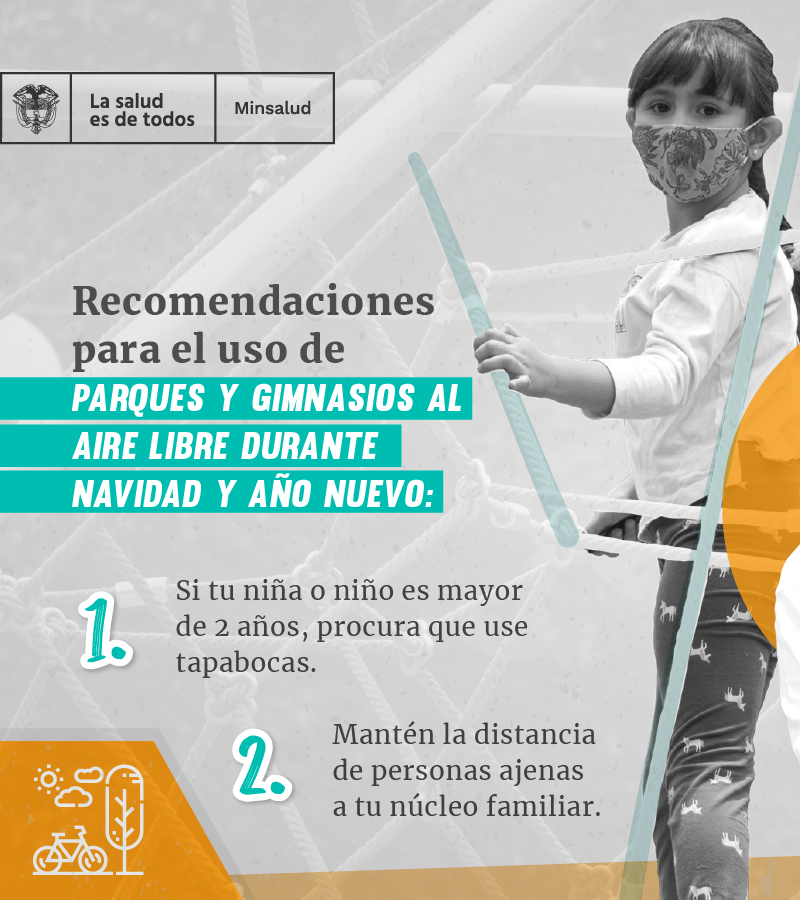 La salud
es de todos
Minsalud
Recomendaciones
para el uso de
PARQUES Y GIMNASIOS AL
AIRE LIBRE DURANTE
NAVIDAD Y AÑO NUEVO:
1.
Si tu niña o niño es mayor
de 2 años, procura que use
tapabocas.
2.
Mantén la distancia
de personas ajenas
a tu núcleo familiar.